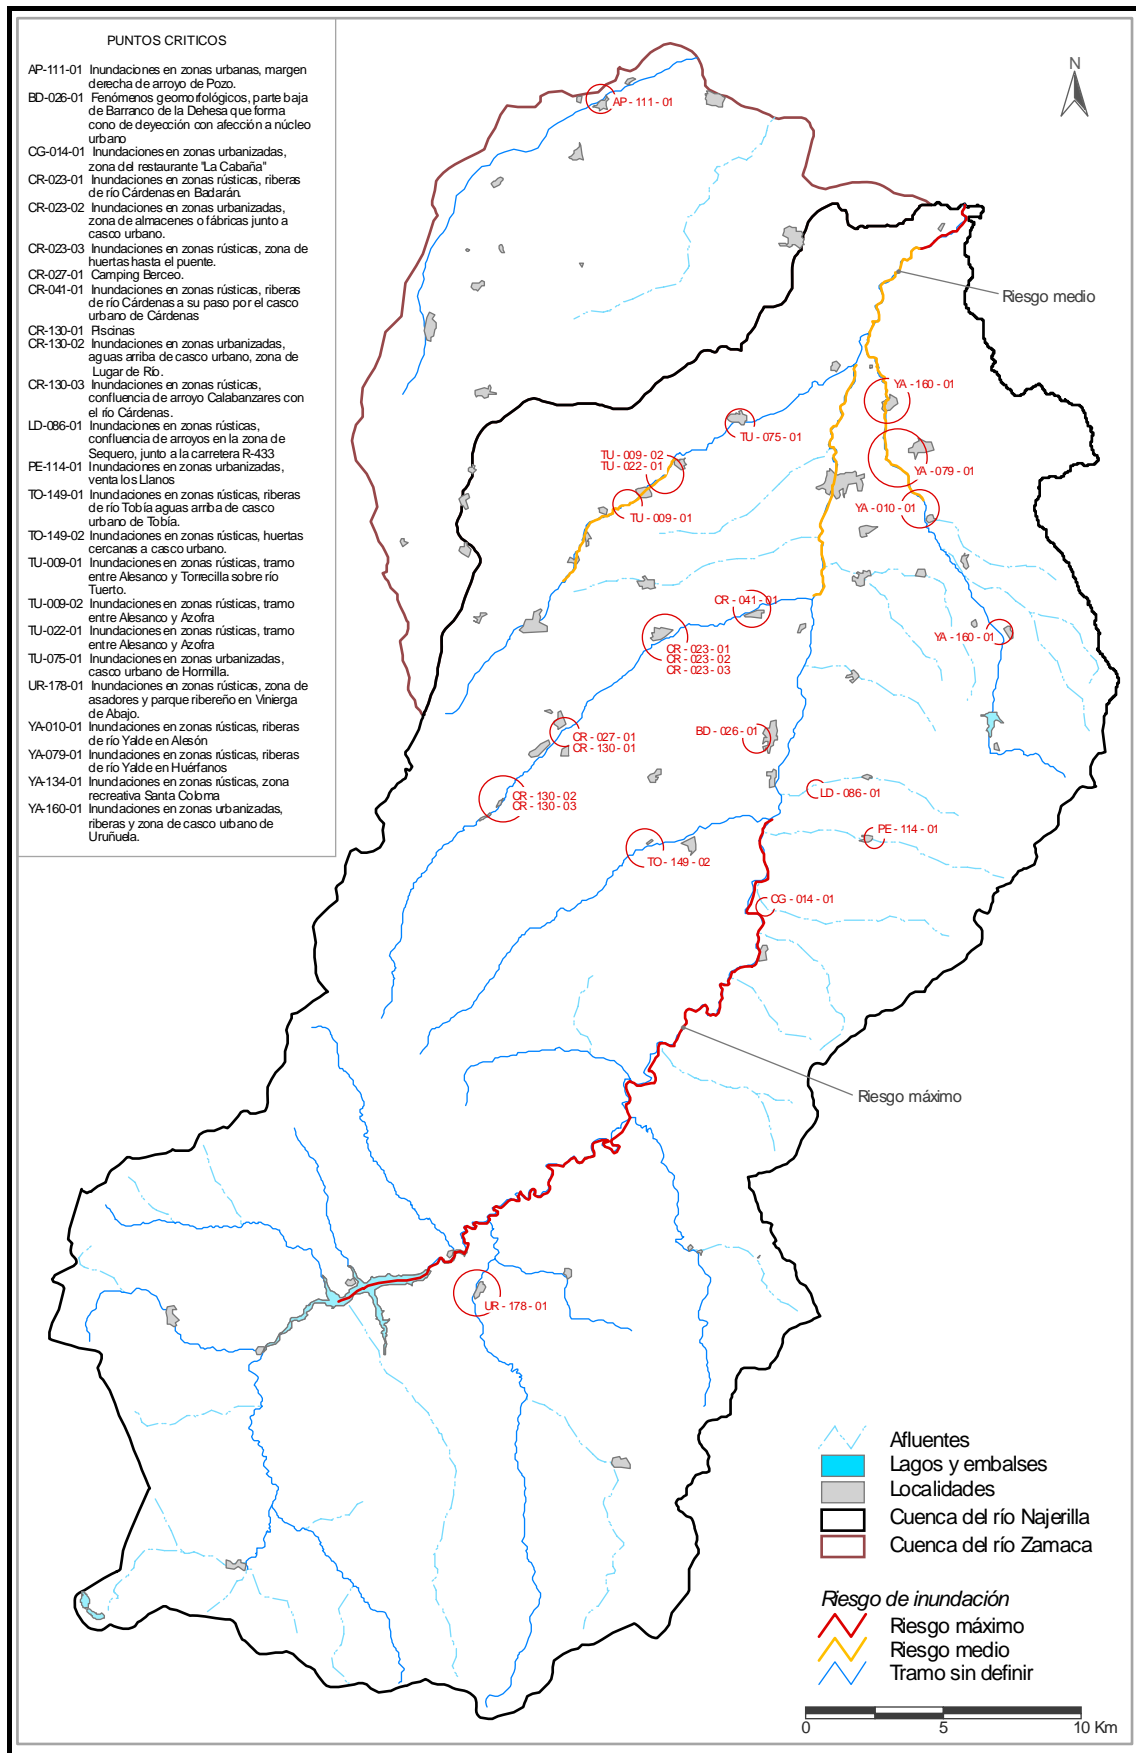 PUNTOS CRITICOS
AP-111-01 Inundaciones en zonas urbanas, margen
derecha de arroyo de Pozo.
BD-026-01 Fenómenos geomorfológicos, parte baja
de Barranco de la Dehesa que forma
cono de deyección con afección a núcleo
urbano
CG-014-01 Inundaciones en zonas urbanizadas,
zona del restaurante "La Cabaña"
CR-023-01 Inundaciones en zonas rústicas, riberas
de río Cárdenas en Badarán.
CR-023-02 Inundaciones en zonas urbanizadas,
zona de almacenes o fábricas junto a
casco urbano.
CR-023-03 Inundaciones en zonas rústicas, zona de
huertas hasta el puente.
CR-027-01 Camping Berceo.
CR-041-01 Inundaciones en zonas rústicas, riberas
de río Cárdenas a su paso por el casco
urbano de Cárdenas
CR-130-01 Piscinas
CR-130-02 Inundaciones en zonas urbanizadas,
aguas arriba de casco urbano, zona de
Lugar de Río.
CR-130-03 Inundaciones en zonas rústicas,
confluencia de arroyo Calabanzares con
el río Cárdenas.
LD-086-01 Inundaciones en zonas rústicas,
confluencia de arroyos en la zona de
Sequero, junto a la carretera R-433
PE-114-01 Inundaciones en zonas urbanizadas,
venta los Llanos
TO-149-01 Inundaciones en zonas rústicas, riberas
de río Tobía aguas arriba de casco
urbano de Tobía.
TO-149-02 Inundaciones en zonas rústicas, huertas
cercanas a casco urbano.
TU-009-01 Inundaciones en zonas rústicas, tramo
entre Alesanco y Torrecilla sobre río
Tuerto.
TU-009-02 Inundaciones en zonas rústicas, tramo
entre Alesanco y Azofra
TU-022-01 Inundaciones en zonas rústicas, tramo
entre Alesanco y Azofra
TU-075-01 Inundaciones en zonas urbanizadas,
casco urbano de Hormilla.
UR-178-01 Inundaciones en zonas rústicas, zona de
asadores y parque ribereño en Vinierga
de Abajo.
YA-010-01 Inundaciones en zonas rústicas, riberas
de río Yalde en Alesón
YA-079-01 Inundaciones en zonas rústicas, riberas
de río Yalde en Huérfanos
YA-134-01 Inundaciones en zonas rústicas, zona
recreativa Santa Coloma
YA-160-01 Inundaciones en zonas urbanizadas,
riberas y zona de casco urbano de
Uruñuela.
N
AP - 111 - 01
Riesgo medio
YA - 160 - 01
TU - 075 - 01
TU - 009 - 02
TU - 022 - 01
YA - 079 - 01
TU - 009 - 01
YA - 010 - 01
CR - 041 - 01
YA - 160 - 01
CR - 023 - 01
CR - 023 - 02
CR - 023 - 03
BD - 026 - 01
CR - 027 - 01
CR - 130 - 01
LD - 086 - 01
CR - 130 - 02
CR - 130 - 03
PE - 114 - 01
TO - 149 - 02
CG - 014 - 01
Riesgo máximo
UR - 178 - 01
Afluentes
Lagos y embalses
Localidades
Cuenca del río Najerilla
Cuenca del río Zamaca
Riesgo de inundación
Riesgo máximo
Riesgo medio
Tramo sin definir
0 5 10 Km